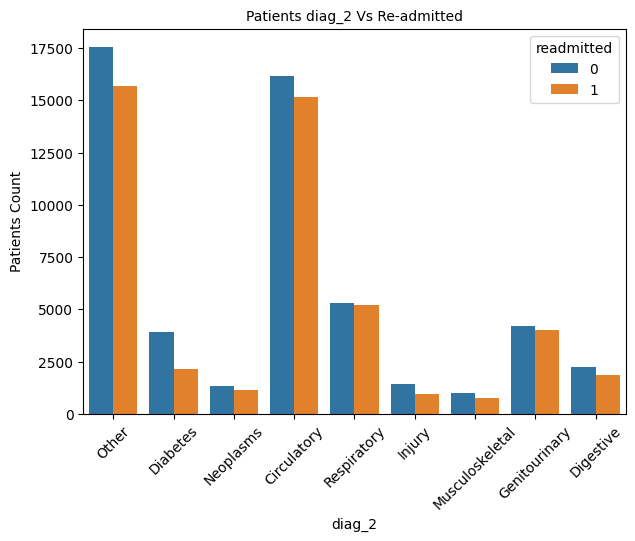 Patients diag_2 Vs Re-admitted
readmitted
0
1
17500
15000
12500
10000
7500
5000
2500
0
Patients Count
Other
Diabetes
Neoplasms
Circulatory
Respiratory
Injury
Musculoskeletal
Genitourinary
Digestive
diag_2